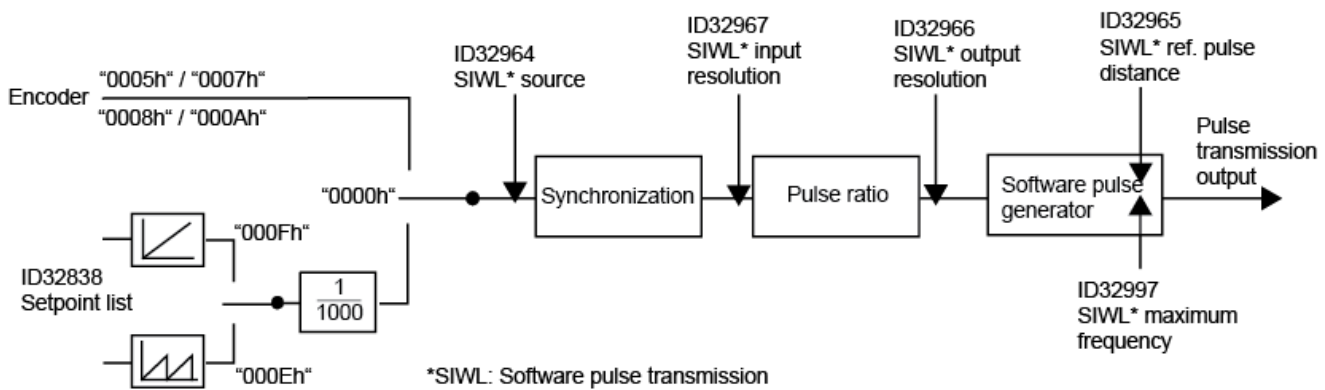 ID32964
SIWL* source
ID32967
SIWL* input
resolution
ID32966
SIWL* output
resolution
ID32965
SIWL* ref. pulse
distance
Encoder
“0005h“ / “0007h“
“0008h“ / “000Ah“
“0000h“
Synchronization
Pulse ratio
Software pulse
generator
Pulse
transmission
output
“000Fh“
ID32838
Setpoint list
1
1000
“000Eh“
ID32997
SIWL* maximum
frequency
*SIWL: Software pulse transmission